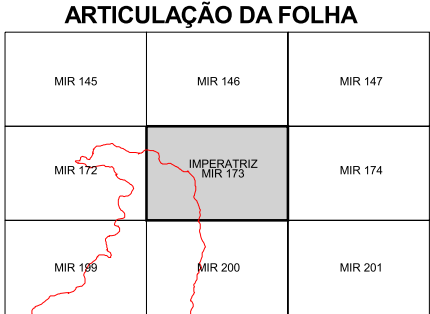 ARTICULAÇÃO DA FOLHA
MIR 145
MIR 146
MIR 147
MIR 172
IMPERATRIZ
MIR 173
MIR 174
MIR 199
MIR 200
MIR 201